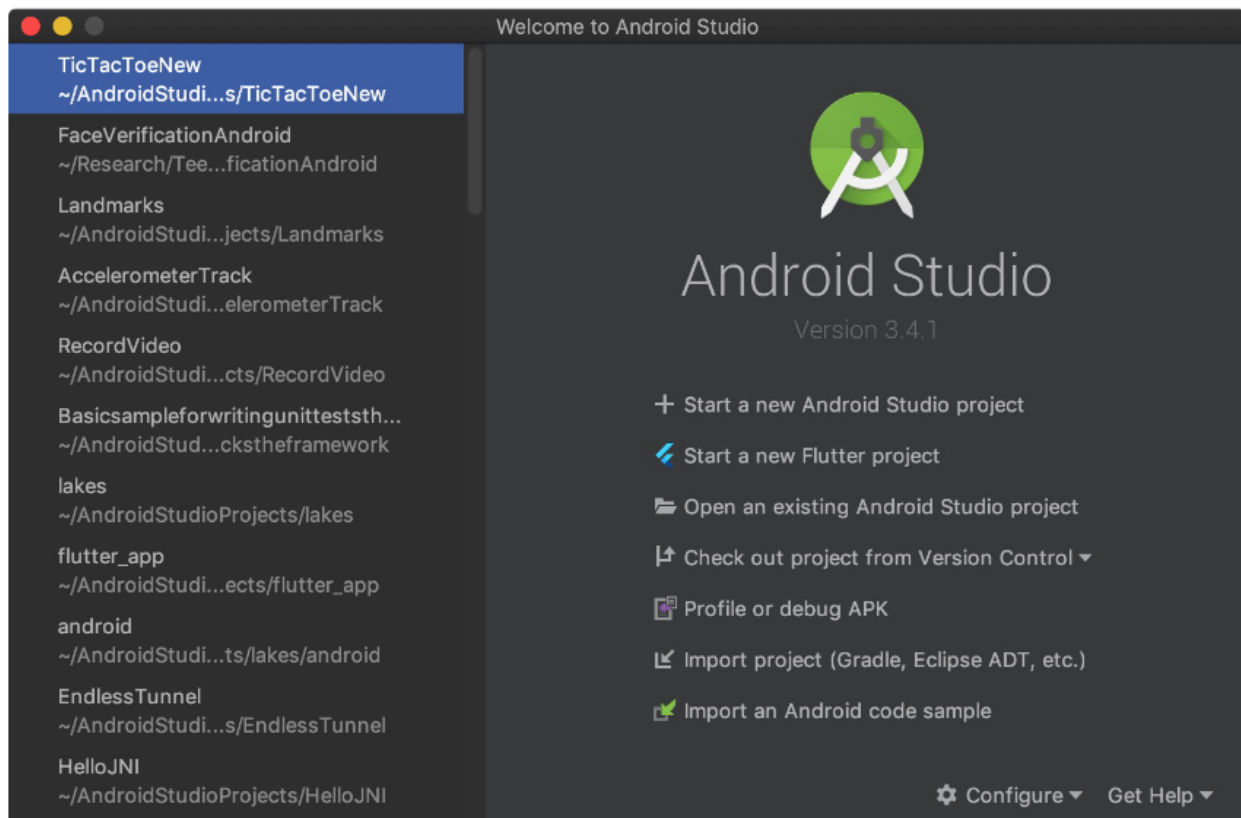 Welcome to Android Studio
TicTacToeNew
~/AndroidStudi...s/TicTacToeNew
FaceVerificationAndroid
~/Research/Tee...ficationAndroid
Landmarks
~/AndroidStudi...jects/Landmarks
AccelerometerTrack
~/AndroidStudi...elerometerTrack
RecordVideo
~/AndroidStudi...cts/RecordVideo
Basicsampleforwritingunitteststh...
~/AndroidStud...ckstheframework
lakes
~/AndroidStudioProjects/lakes
flutter_app
~/AndroidStudi...ects/flutter_app
android
~/AndroidStudi...ts/lakes/android
EndlessTunnel
~/AndroidStudi...s/EndlessTunnel
HelloJNI
~/AndroidStudioProjects/HelloJNI
Android Studio
Version 3.4.1
Start a new Android Studio project
Start a new Flutter project
Open an existing Android Studio project
Check out project from Version Control
Profile or debug APK
Import project (Gradle, Eclipse ADT, etc.)
Import an Android code sample
Configure Get Help